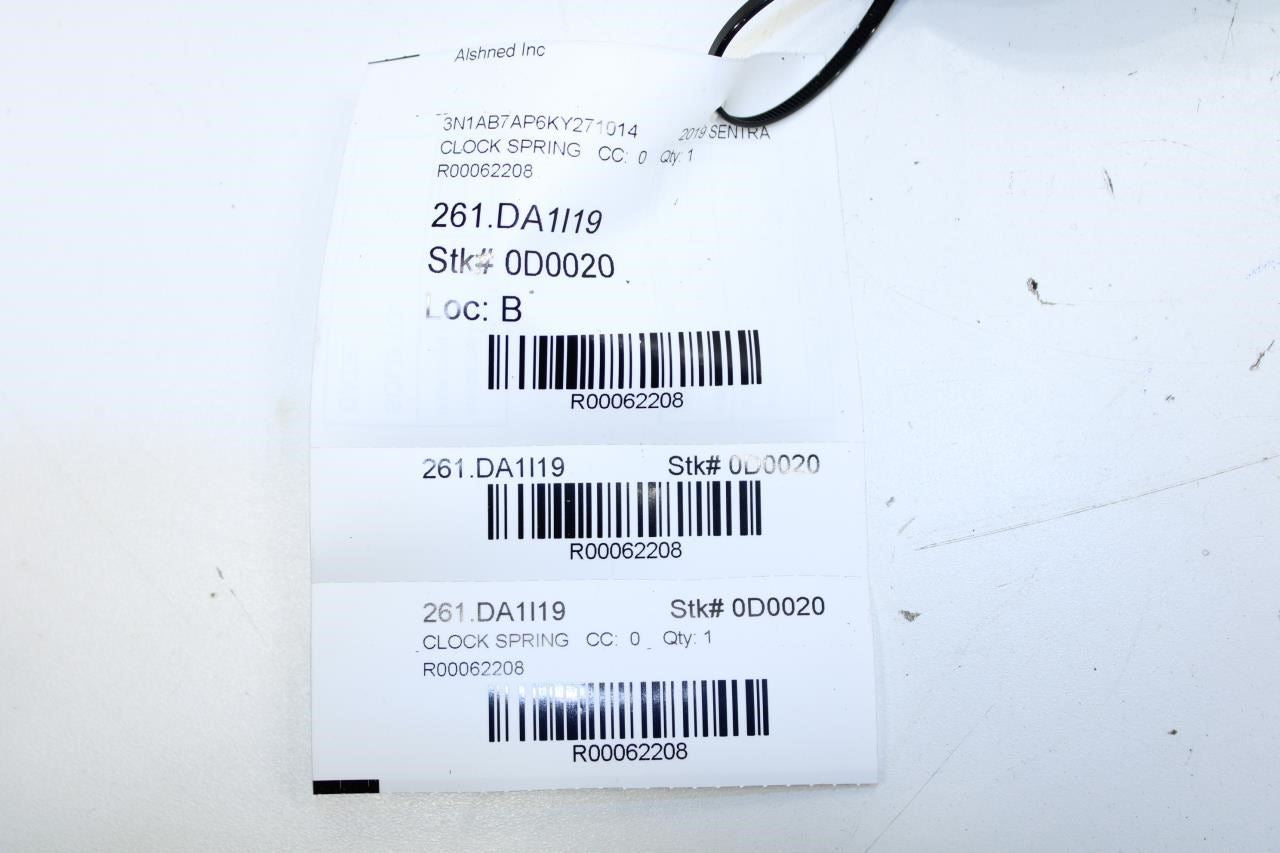 Alshned Inc
3N1AB7AP6KY271014 2019 SENTRA
CLOCK SPRING CC: 0 Qty: 1
R00062208
261.DA1I19
Stk# 0D0020
Loc: B
R00062208
261.DA1I19 Stk# 0D0020
R00062208
261.DA1I19 Stk# 0D0020
CLOCK SPRING CC: 0 Qty: 1
R00062208
R00062208